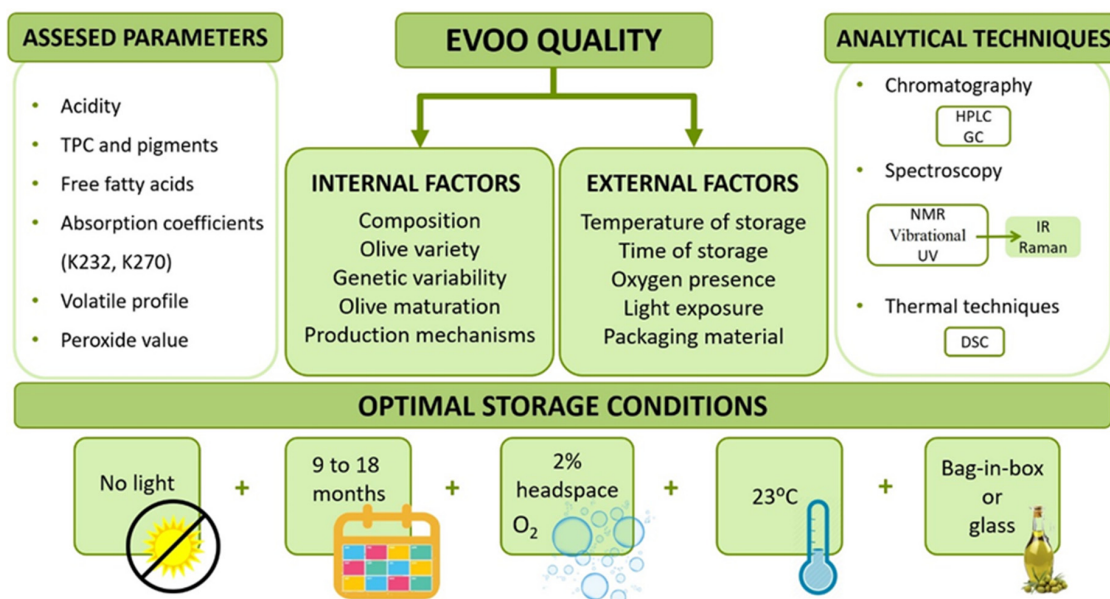 ASSESED PARAMETERS
• Acidity
• TPC and pigments
• Free fatty acids
• Absorption coefficients
(K232, K270)
• Volatile profile
• Peroxide value
EVOO QUALITY
INTERNAL FACTORS
Composition
Olive variety
Genetic variability
Olive maturation
Production mechanisms
EXTERNAL FACTORS
Temperature of storage
Time of storage
Oxygen presence
Light exposure
Packaging material
ANALYTICAL TECHNIQUES
• Chromatography
HPLC
GC
• Spectroscopy
NMR
Vibrational
UV
IR
Raman
• Thermal techniques
DSC
OPTIMAL STORAGE CONDITIONS
No light
+
9 to 18
months
+
2%
headspace
O₂
+
23°C
+
Bag-in-box
or
glass